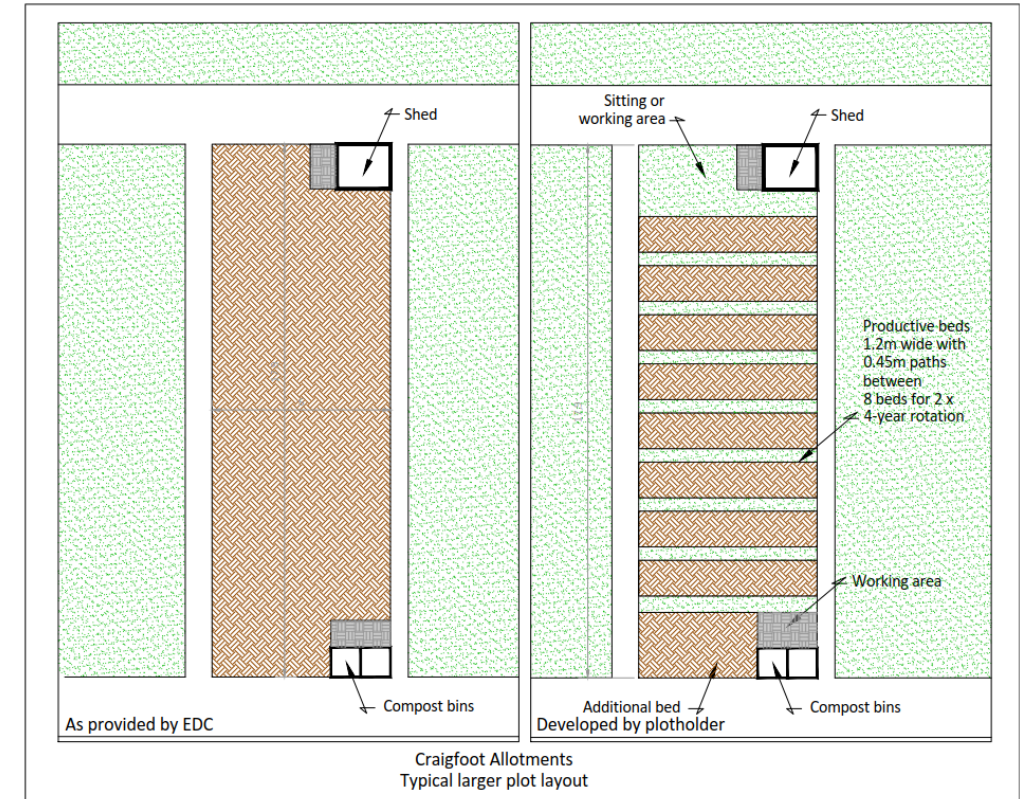 Shed
Compost bins
As provided by EDC
Sitting or
working area
Shed
Productive beds
1.2m wide with
0.45m paths
between
8 beds for 2 x
4-year rotation
Working area
Additional bed
Compost bins
Developed by plotholder
Craigfoot Allotments
Typical larger plot layout